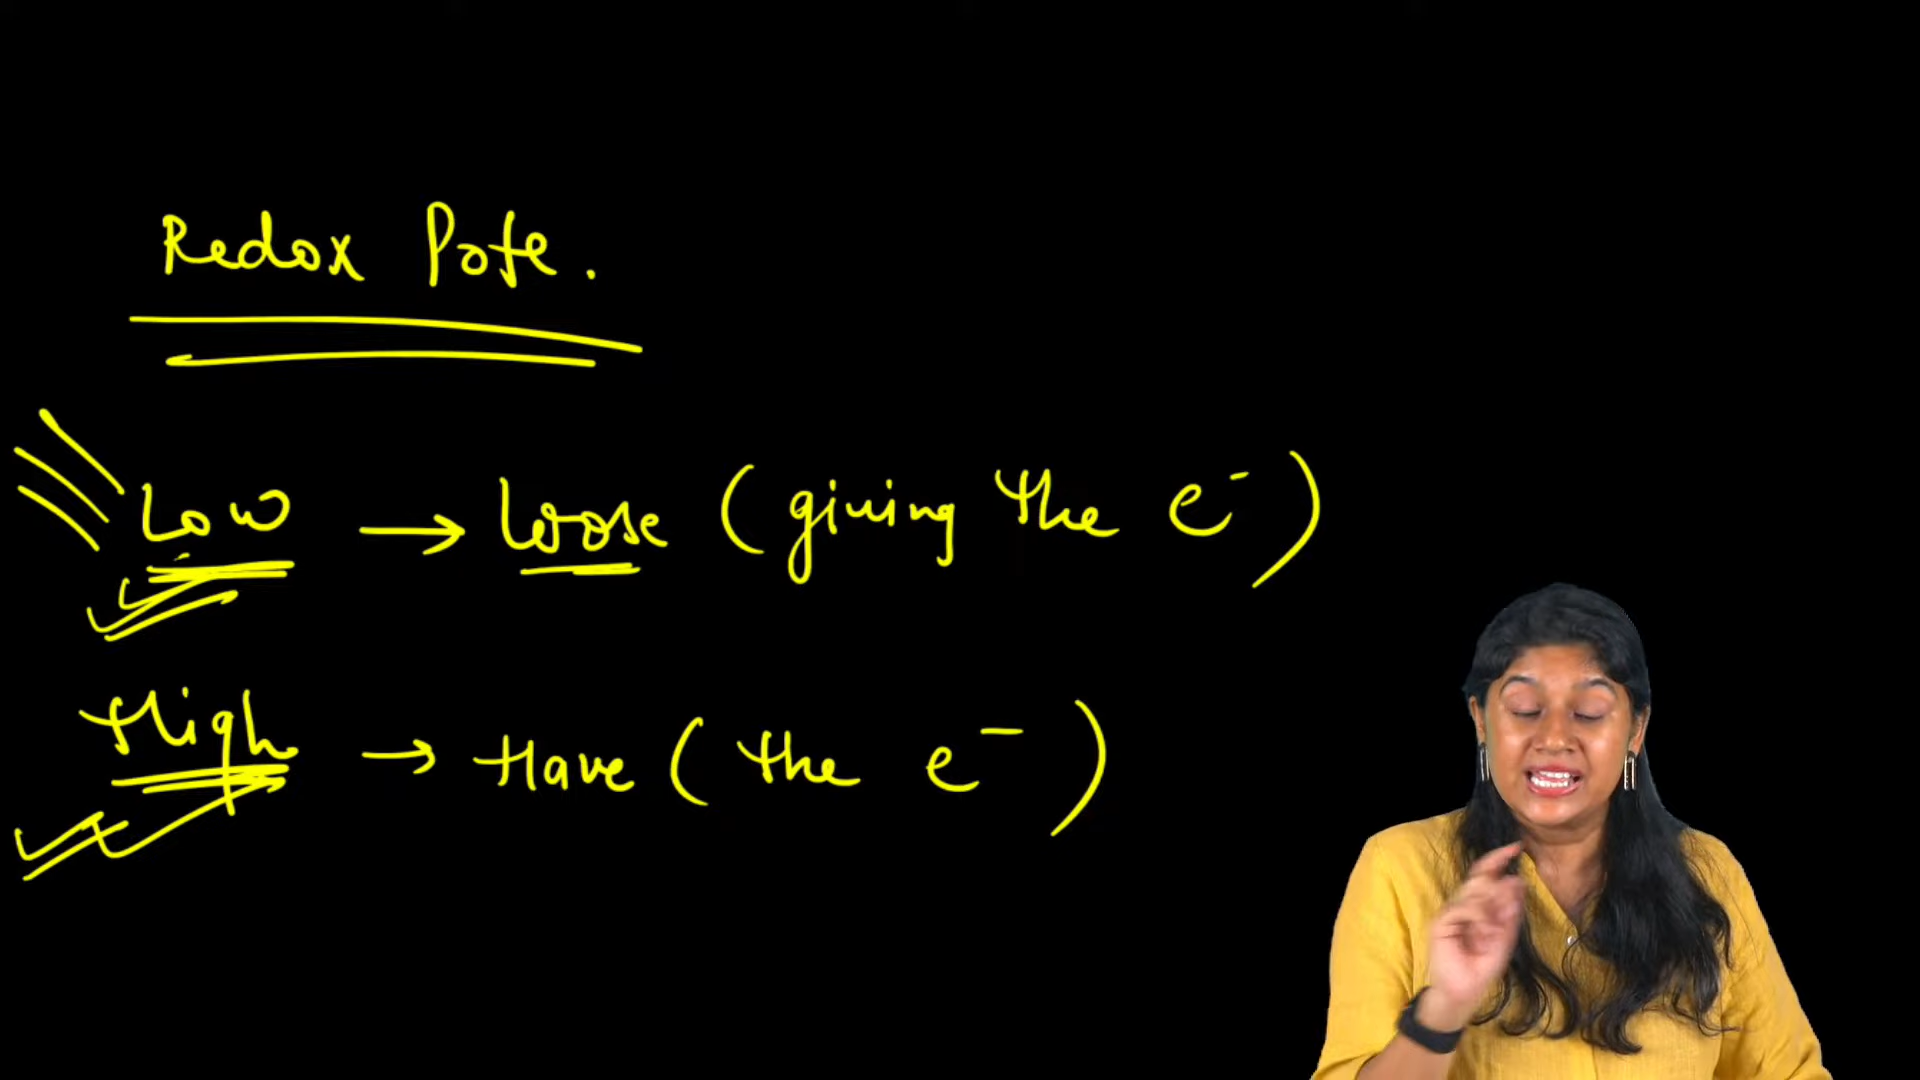 Redox Pote.
Low → Loose (giving the e⁻)
High → Have (the e⁻)